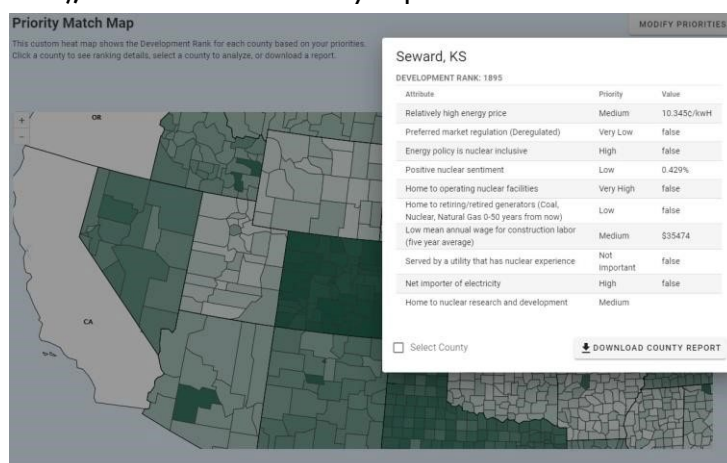 Priority Match Map
MODIFY PRIORITIES
This custom heat map shows the Development Rank for each county based on your priorities.
Click a county to see ranking details, select a county to analyze, or download a report.
Seward, KS
DEVELOPMENT RANK: 1895
Attribute Priority Value
Relatively high energy price Medium 10.345¢/kwH
Preferred market regulation (Deregulated) Very Low false
Energy policy is nuclear inclusive High false
Positive nuclear sentiment Low 0.429%
Home to operating nuclear facilities Very High false
Home to retiring/retired generators (Coal,
Nuclear, Natural Gas 0-50 years from now) Low false
Low mean annual wage for construction labor
(five year average) Medium $35474
Served by a utility that has nuclear experience Not
important false
Net importer of electricity High false
Home to nuclear research and development Medium
Select County
DOWNLOAD COUNTY REPORT
+
-
OR
CA